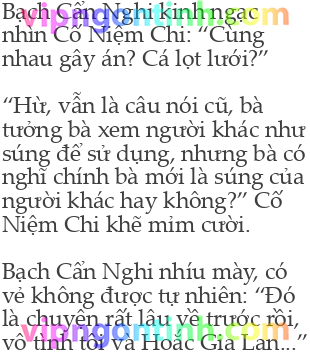 Bạch Cẩn Nghi kinh ngạc
nhìn Cố Niệm Chi: “Cùng
nhau gây án? Cá lọt lưới?”
“Hừ, vẫn là câu nói cũ, bà
tưởng bà xem người khác như
súng để sử dụng, nhưng bà có
nghĩ chính bà mới là súng của
người khác hay không?” Cố
Niệm Chi khẽ mỉm cười.
Bạch Cẩn Nghi nhíu mày, có
vẻ không được tự nhiên: “Đó
là chuyện rất lâu về trước rồi,
vô tình tôi và Hoắc Gia Lan...”
vipngontinh.com
vipngontinh.com